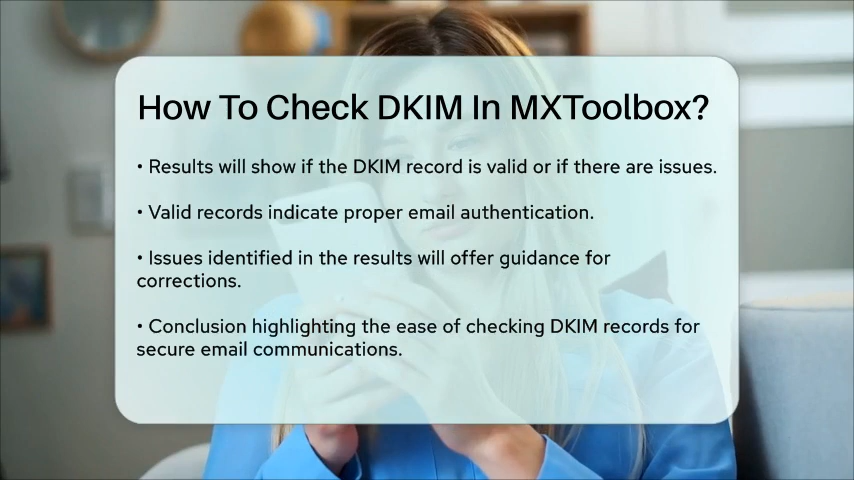 How To Check DKIM In MXToolbox?
• Results will show if the DKIM record is valid or if there are issues.
• Valid records indicate proper email authentication.
• Issues identified in the results will offer guidance for
corrections.
• Conclusion highlighting the ease of checking DKIM records for
secure email communications.